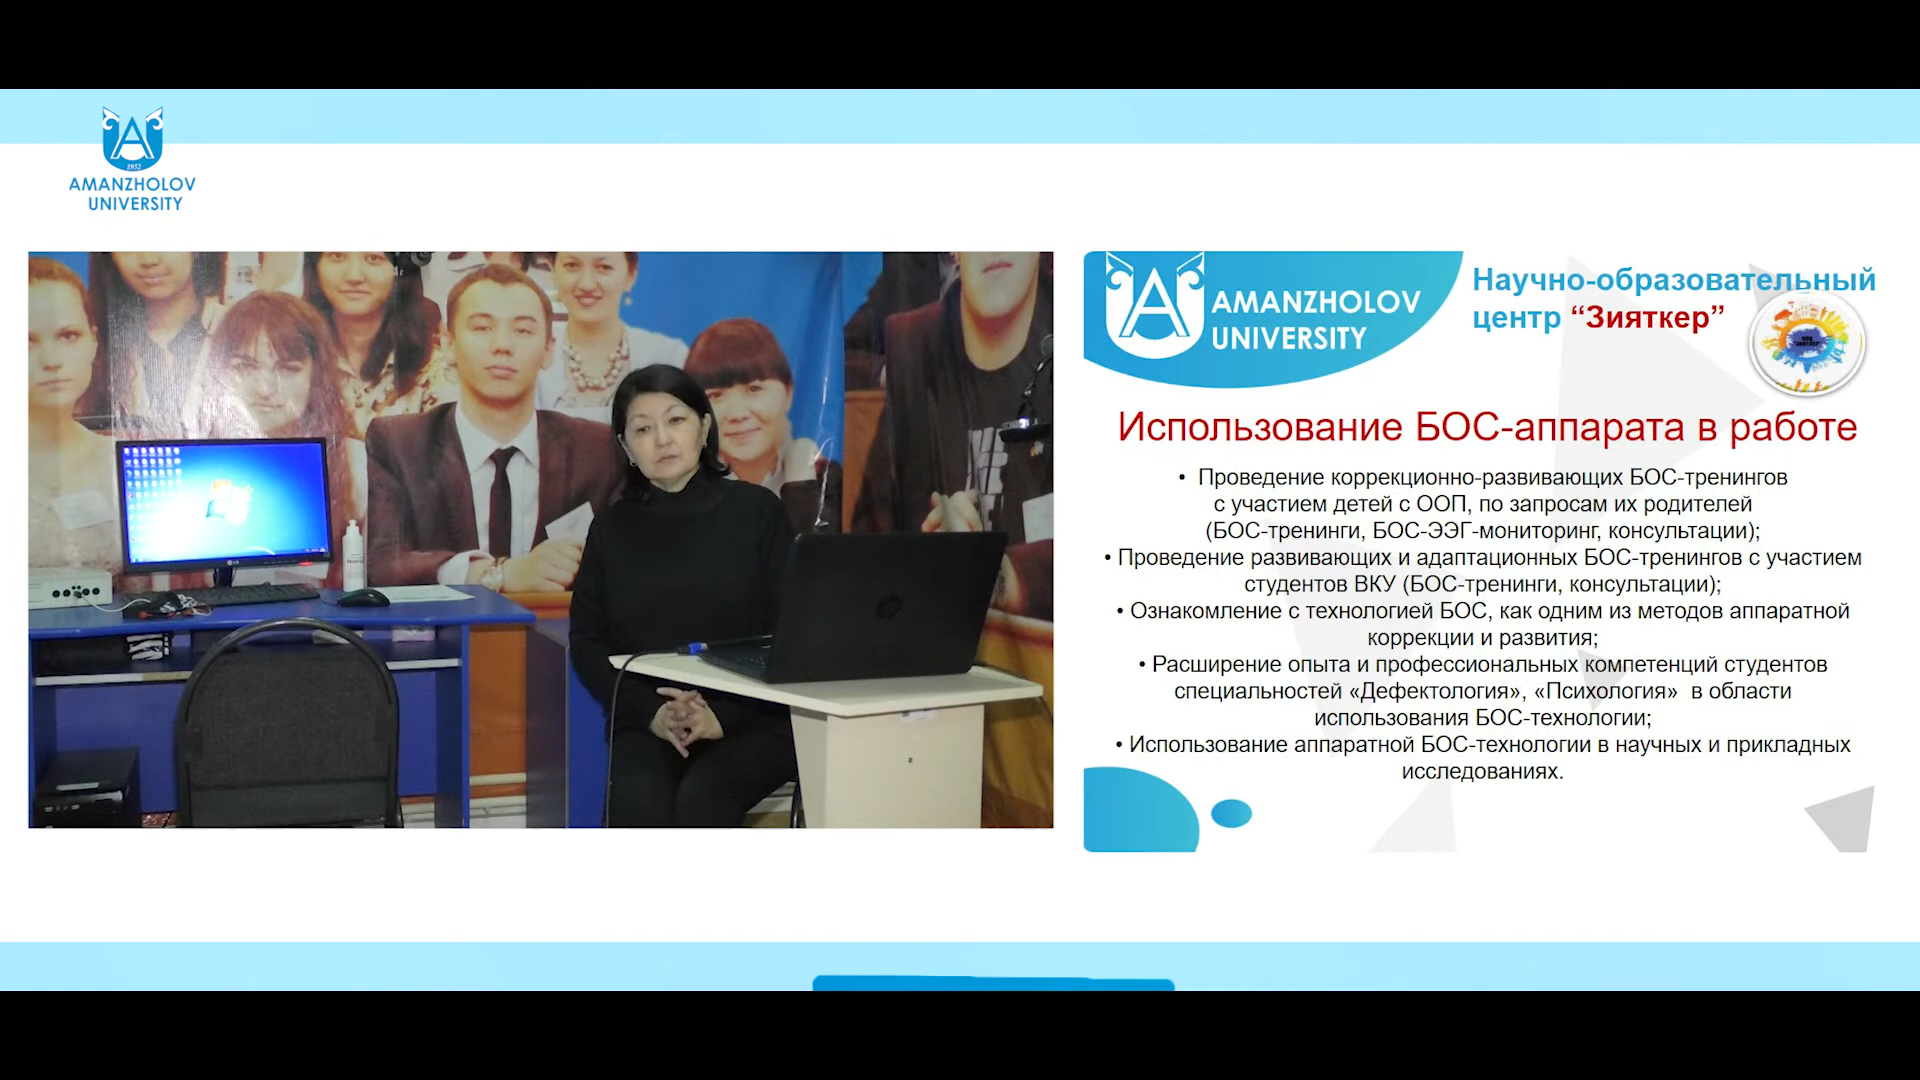 1952
AMANZHOLOV
UNIVERSITY
AMANZHOLOV
UNIVERSITY
Научно-образовательный
центр “Зияткер”
Использование БОС-аппарата в работе
• Проведение коррекционно-развивающих БОС-тренингов
с участием детей с ООП, по запросам их родителей
(БОС-тренинги, БОС-ЭЭГ-мониторинг, консультации);
• Проведение развивающих и адаптационных БОС-тренингов с участием
студентов ВКУ (БОС-тренинги, консультации);
• Ознакомление с технологией БОС, как одним из методов аппаратной
коррекции и развития;
• Расширение опыта и профессиональных компетенций студентов
специальностей «Дефектология», «Психология» в области
использования БОС-технологии;
• Использование аппаратной БОС-технологии в научных и прикладных
исследованиях.